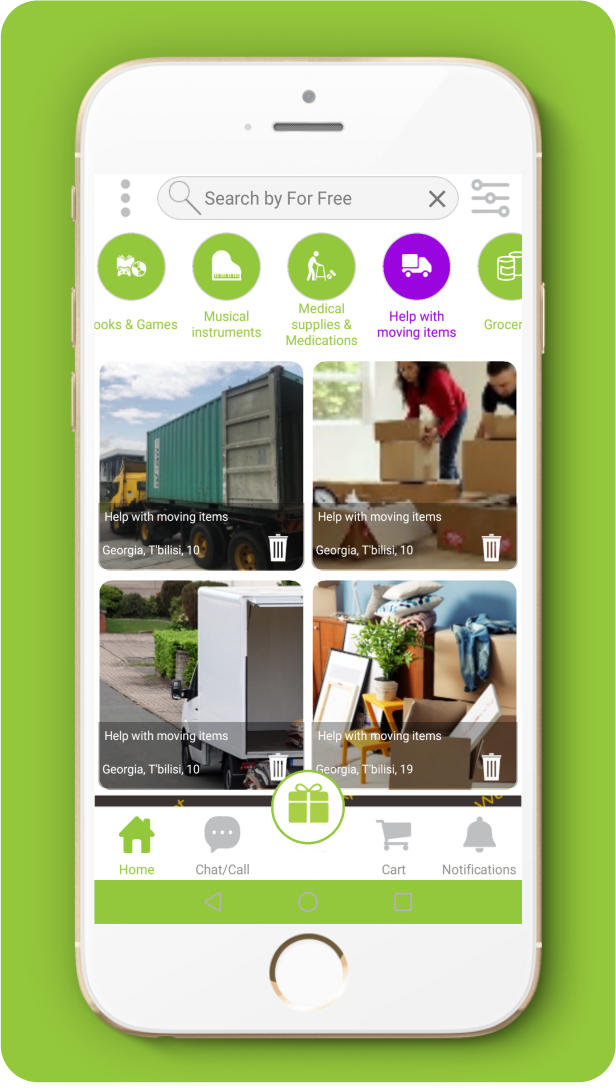 Search by For Free
ooks & Games
Musical
instruments
Medical
supplies &
Medications
Help with
moving items
Grocer
Help with moving items
Georgia, T'bilisi, 10
Help with moving items
Georgia, T'bilisi, 10
Help with moving items
Georgia, T'bilisi, 10
Help with moving items
Georgia, T'bilisi, 19
Home
Chat/Call
Cart
Notifications